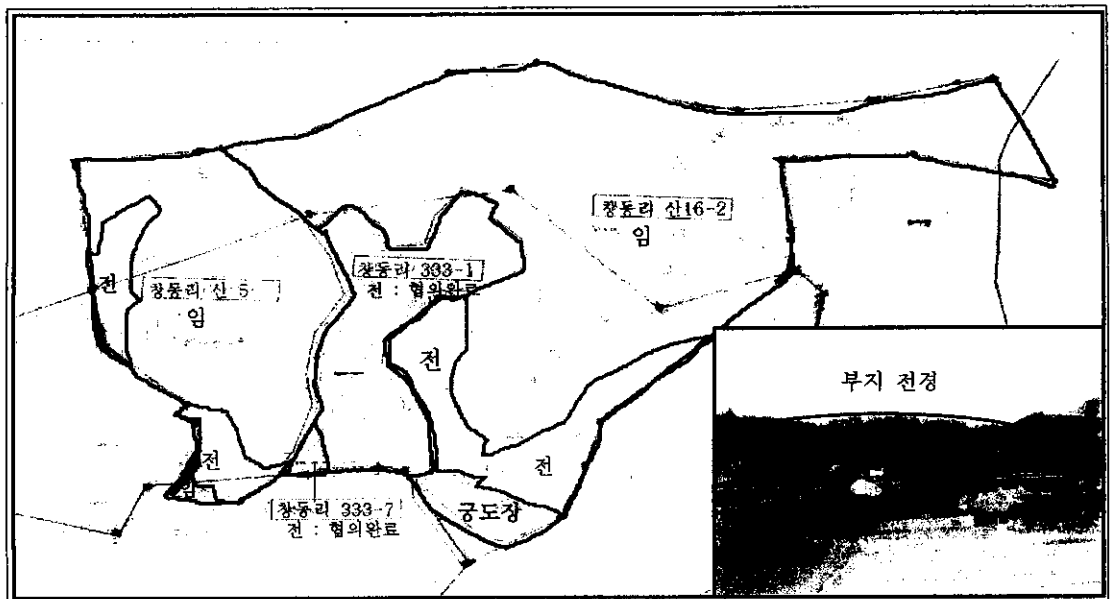 창동리 산16-2
임
창동리 333-1
전 : 협의완료
전
창동리 산 5
임
전
부지 전경
전
전
임
창동리 333-7
전 : 협의완료
궁도장